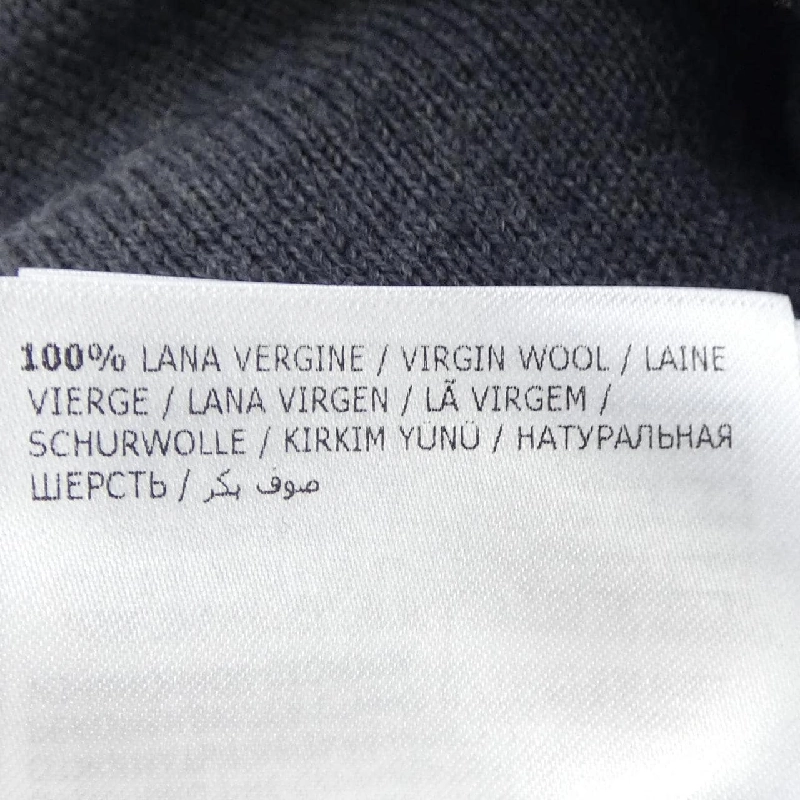 100% LANA VERGINE / VIRGIN WOOL / LAINE
VIERGE / LANA VIRGEN / LÃ VIRGEM /
SCHURWOLLE / KIRKIM YÜNÜ / НАТУРАЛЬНАЯ
ШЕРСТЬ / صوف بكر